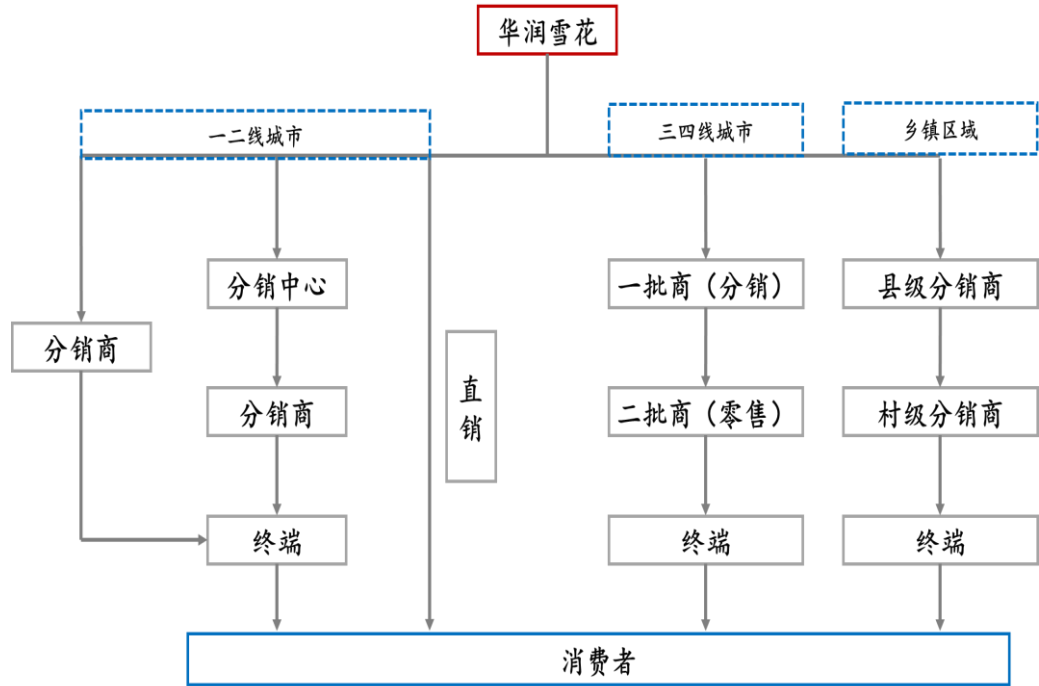 华润雪花
一二线城市
三四线城市
乡镇区域
分销中心
一批商（分销）
县级分销商
分销商
直销
分销商
二批商（零售）
村级分销商
终端
终端
终端
消费者